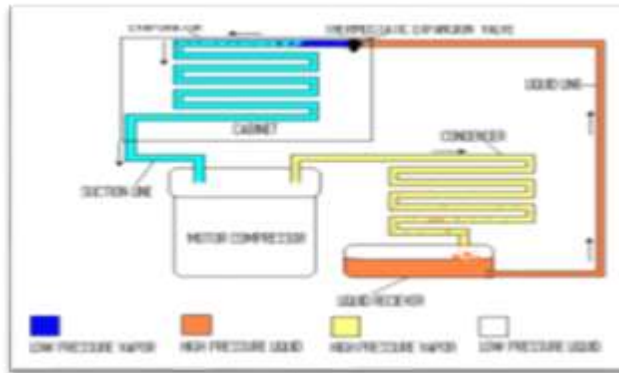 EVAPORATOR
THERMOSTATIC EXPANSION VALVE
LIQUID LINE
CABINET
CONDENSER
SUCTION LINE
MOTOR COMPRESSOR
LIQUID RECIEVER
LOW PRESSURE VAPOR
HIGH PRESSURE LIQUID
HIGH PRESSURE VAPOR
LOW PRESSURE LIQUID